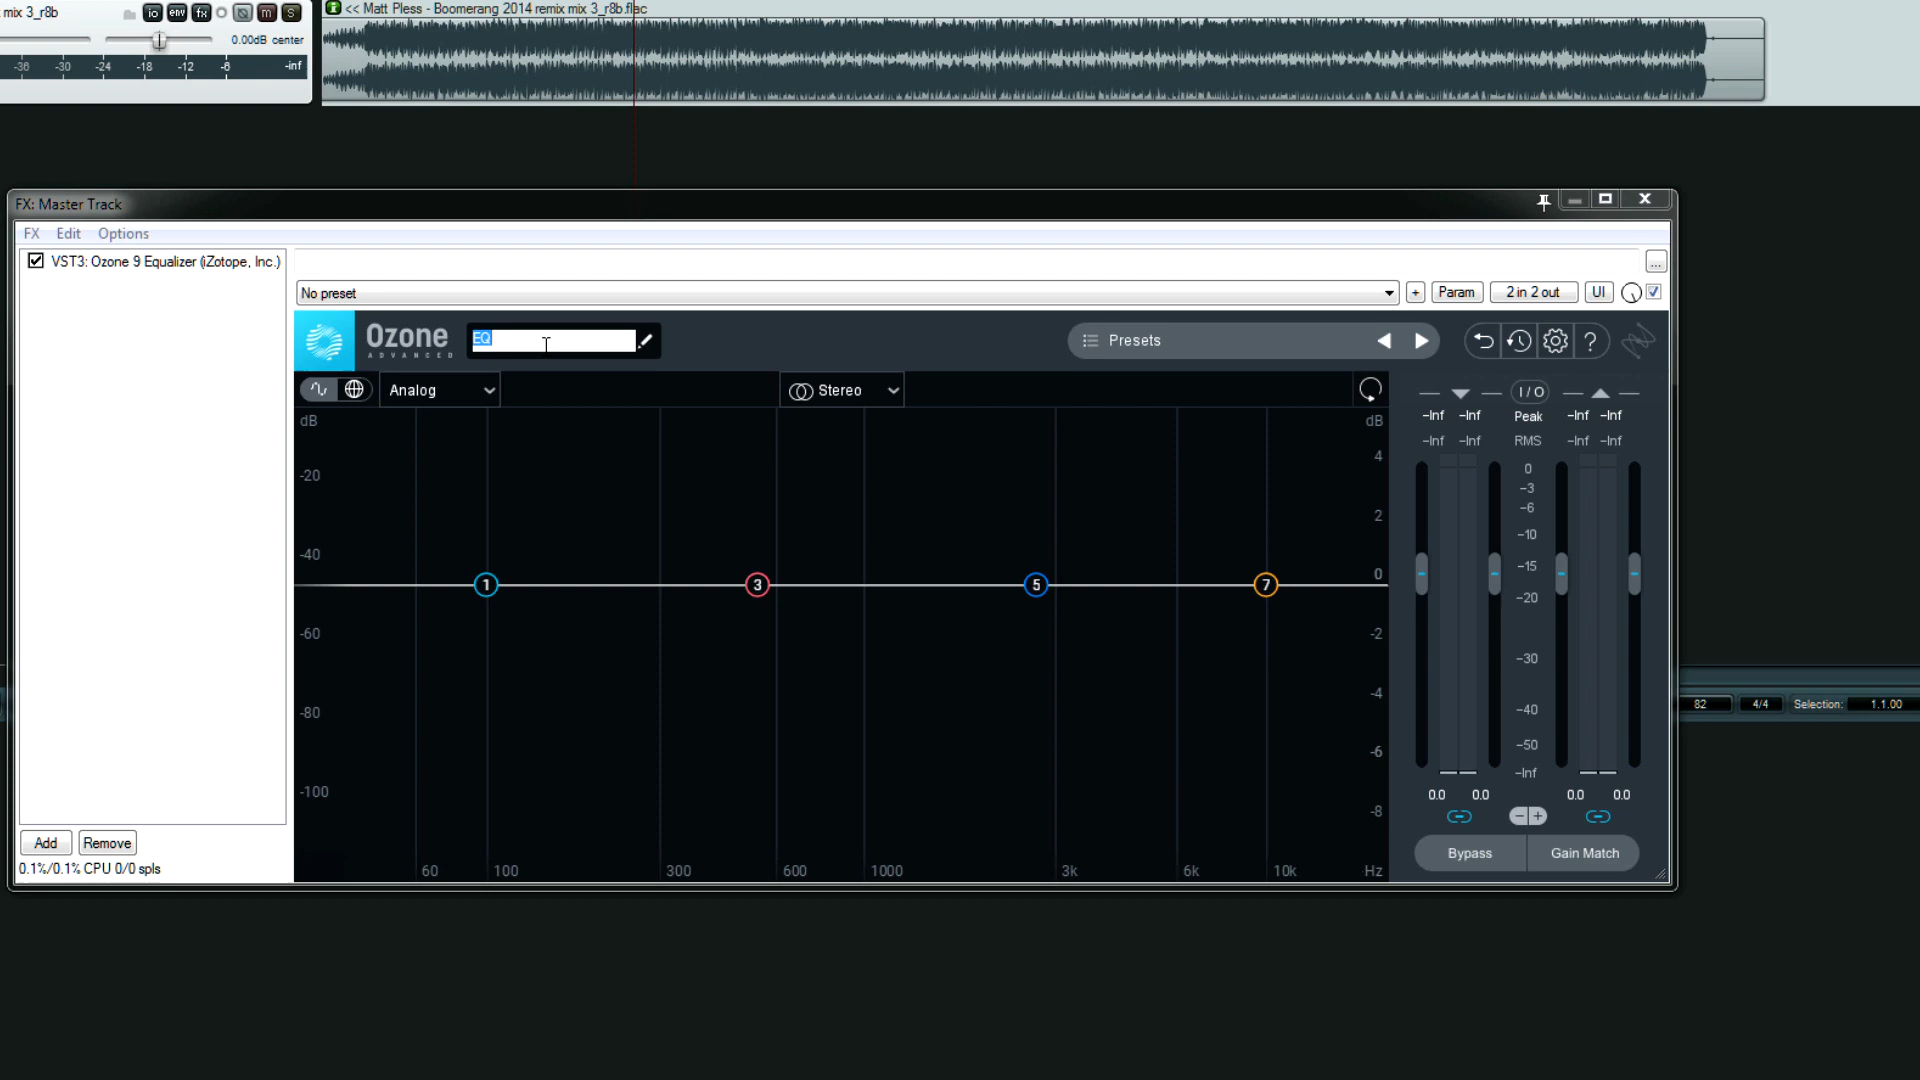 mix 3_r8b io env fx m S
<< Matt Pless - Boomerang 2014 remix mix 3_r8b.flac
0.00dB center
-36 -30 -24 -18 -12 -6 -inf
FX: Master Track
FX Edit Options
VST3: Ozone 9 Equalizer (iZotope, Inc.)
...
No preset + Param 2 in 2 out UI
Ozone
ADVANCED
EQ
Presets
?
Analog
Stereo
I/O
-Inf -Inf Peak -Inf -Inf
-Inf -Inf RMS -Inf -Inf
dB dB
-20
-40
-60
-80
-100
4
2
0
-2
-4
-6
-8
1 3 5 7
0
-3
-6
-10
-15
-20
-30
-40
-50
-Inf
0.0 0.0 0.0 0.0
- +
Bypass Gain Match
60 100 300 600 1000 3k 6k 10k Hz
Add Remove
0.1%/0.1% CPU 0/0 spls
82 4/4 Selection: 1.1.00